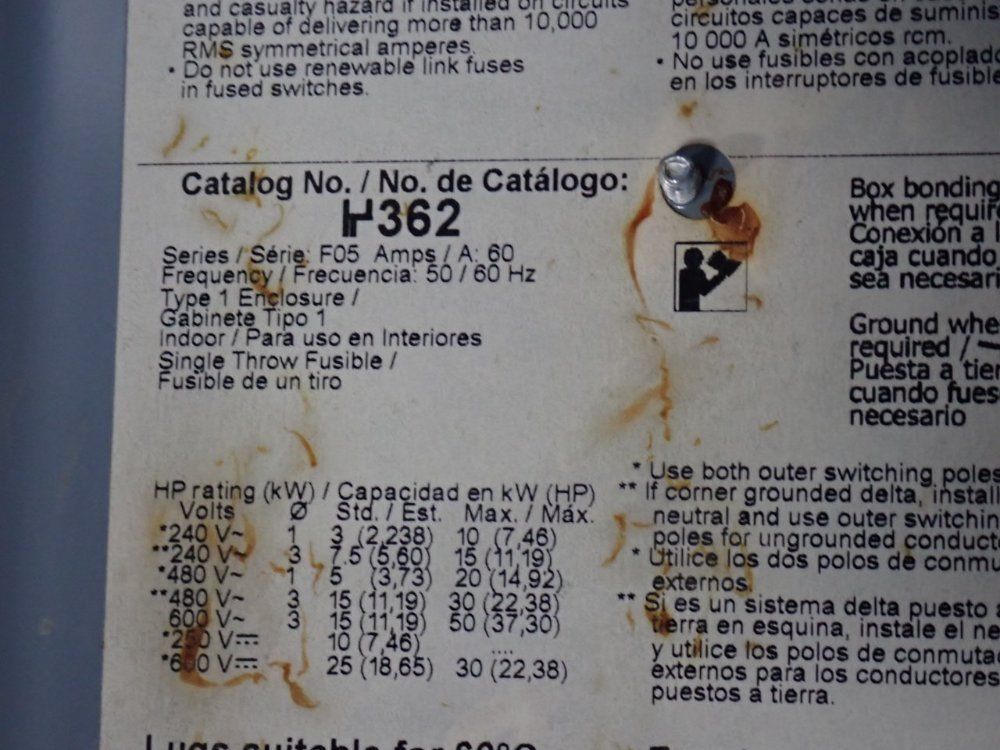 and casualty hazard if installed on circuits
capable of delivering more than 10,000
RMS symmetrical amperes.
• Do not use renewable link fuses
in fused switches.
circuitos capaces de suminis
10 000 A simétricos rcm.
• No use fusibles con acoplado
en los interruptores de fusible
Catalog No. / No. de Catálogo:
H362
Series / Série: F05 Amps / A: 60
Frequency / Frecuencia: 50 / 60 Hz
Type 1 Enclosure /
Gabinete Tipo 1
Indoor / Para uso en Interiores
Single Throw Fusible /
Fusible de un tiro
Box bonding
when requir
Conexión a l
caja cuando
sea necesari
Ground whe
required /
Puesta a tier
cuando fues
necesario
HP rating (kW) / Capacidad en kW (HP)
Volts Ø Std. / Est. Max. / Máx.
*240 V~ 1 3 (2,238) 10 (7,46)
**240 V~ 3 7.5 (5,60) 15 (11,19)
*480 V~ 1 5 (3,73) 20 (14,92)
**480 V~ 3 15 (11,19) 30 (22,38)
600 V~ 3 15 (11,19) 50 (37,30)
*250 V⎓ 10 (7,46) ....
*600 V⎓ 25 (18,65) 30 (22,38)
* Use both outer switching poles
** If corner grounded delta, install
neutral and use outer switchin
poles for ungrounded conducto
* Utilice los dos polos de conmu
externos.
** Si es un sistema delta puesto a
tierra en esquina, instale el ne
y utilice los polos de conmuta
externos para los conductores
puestos a tierra.
Lugs suitable for 60°C